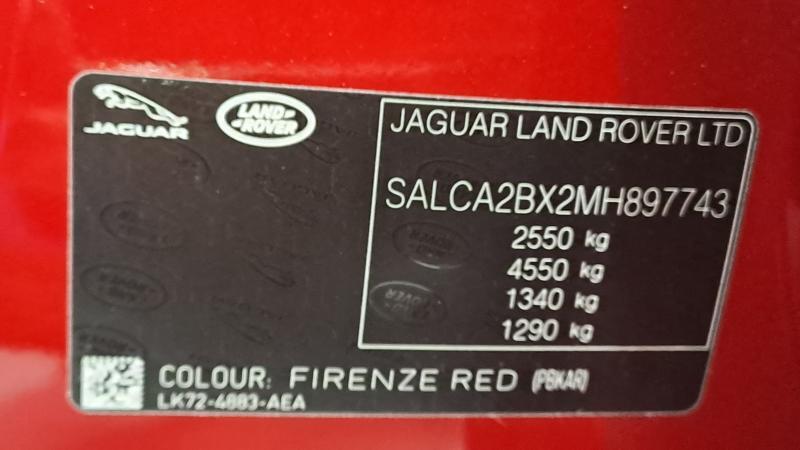 JAGUAR
LAND ROVER
JAGUAR LAND ROVER LTD
SALCA2BX2MH897743
2550 kg
4550 kg
1340 kg
1290 kg
COLOUR: FIRENZE RED (PBKAR)
LK72-4883-AEA